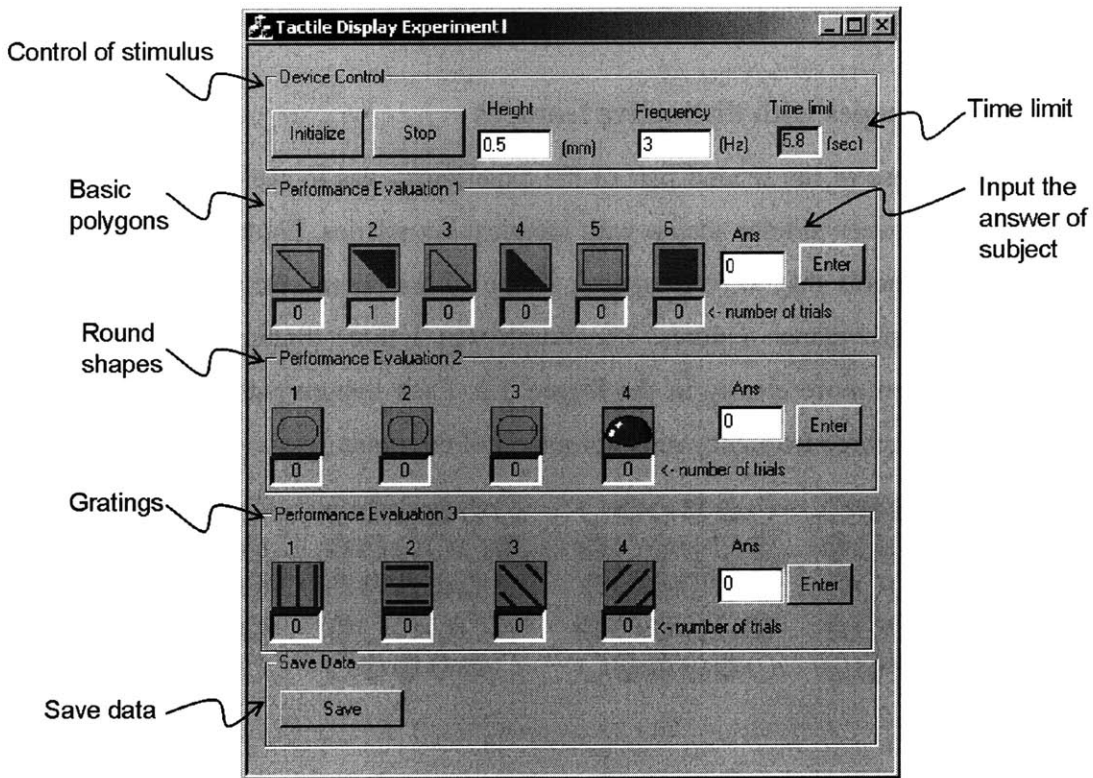 Tactile Display Experiment I
Control of stimulus
Device Control
Initialize
Stop
Height
0.5
(mm)
Frequency
3
(Hz)
Time limit
5.8
(sec)
Time limit
Basic
polygons
Performance Evaluation 1
1 2 3 4 5 6
Ans
0
Enter
0 1 0 0 0 0 <- number of trials
Input the
answer of
subject
Round
shapes
Performance Evaluation 2
1 2 3 4
Ans
0
Enter
0 0 0 0 <- number of trials
Gratings
Performance Evaluation 3
1 2 3 4
Ans
0
Enter
0 0 0 0 <- number of trials
Save Data
Save data
Save